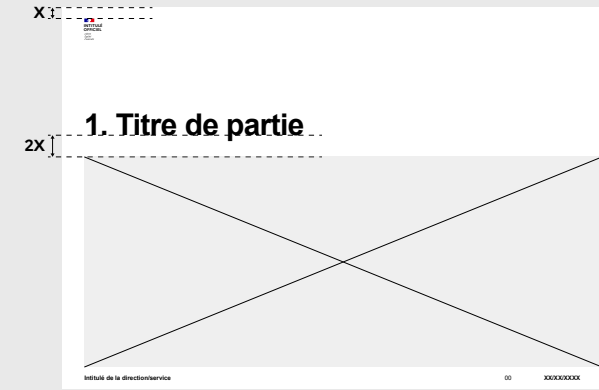 X
INTITULÉ
OFFICIEL
1. Titre de partie
2X
Intitulé de la direction/service
00
XX/XX/XXXX